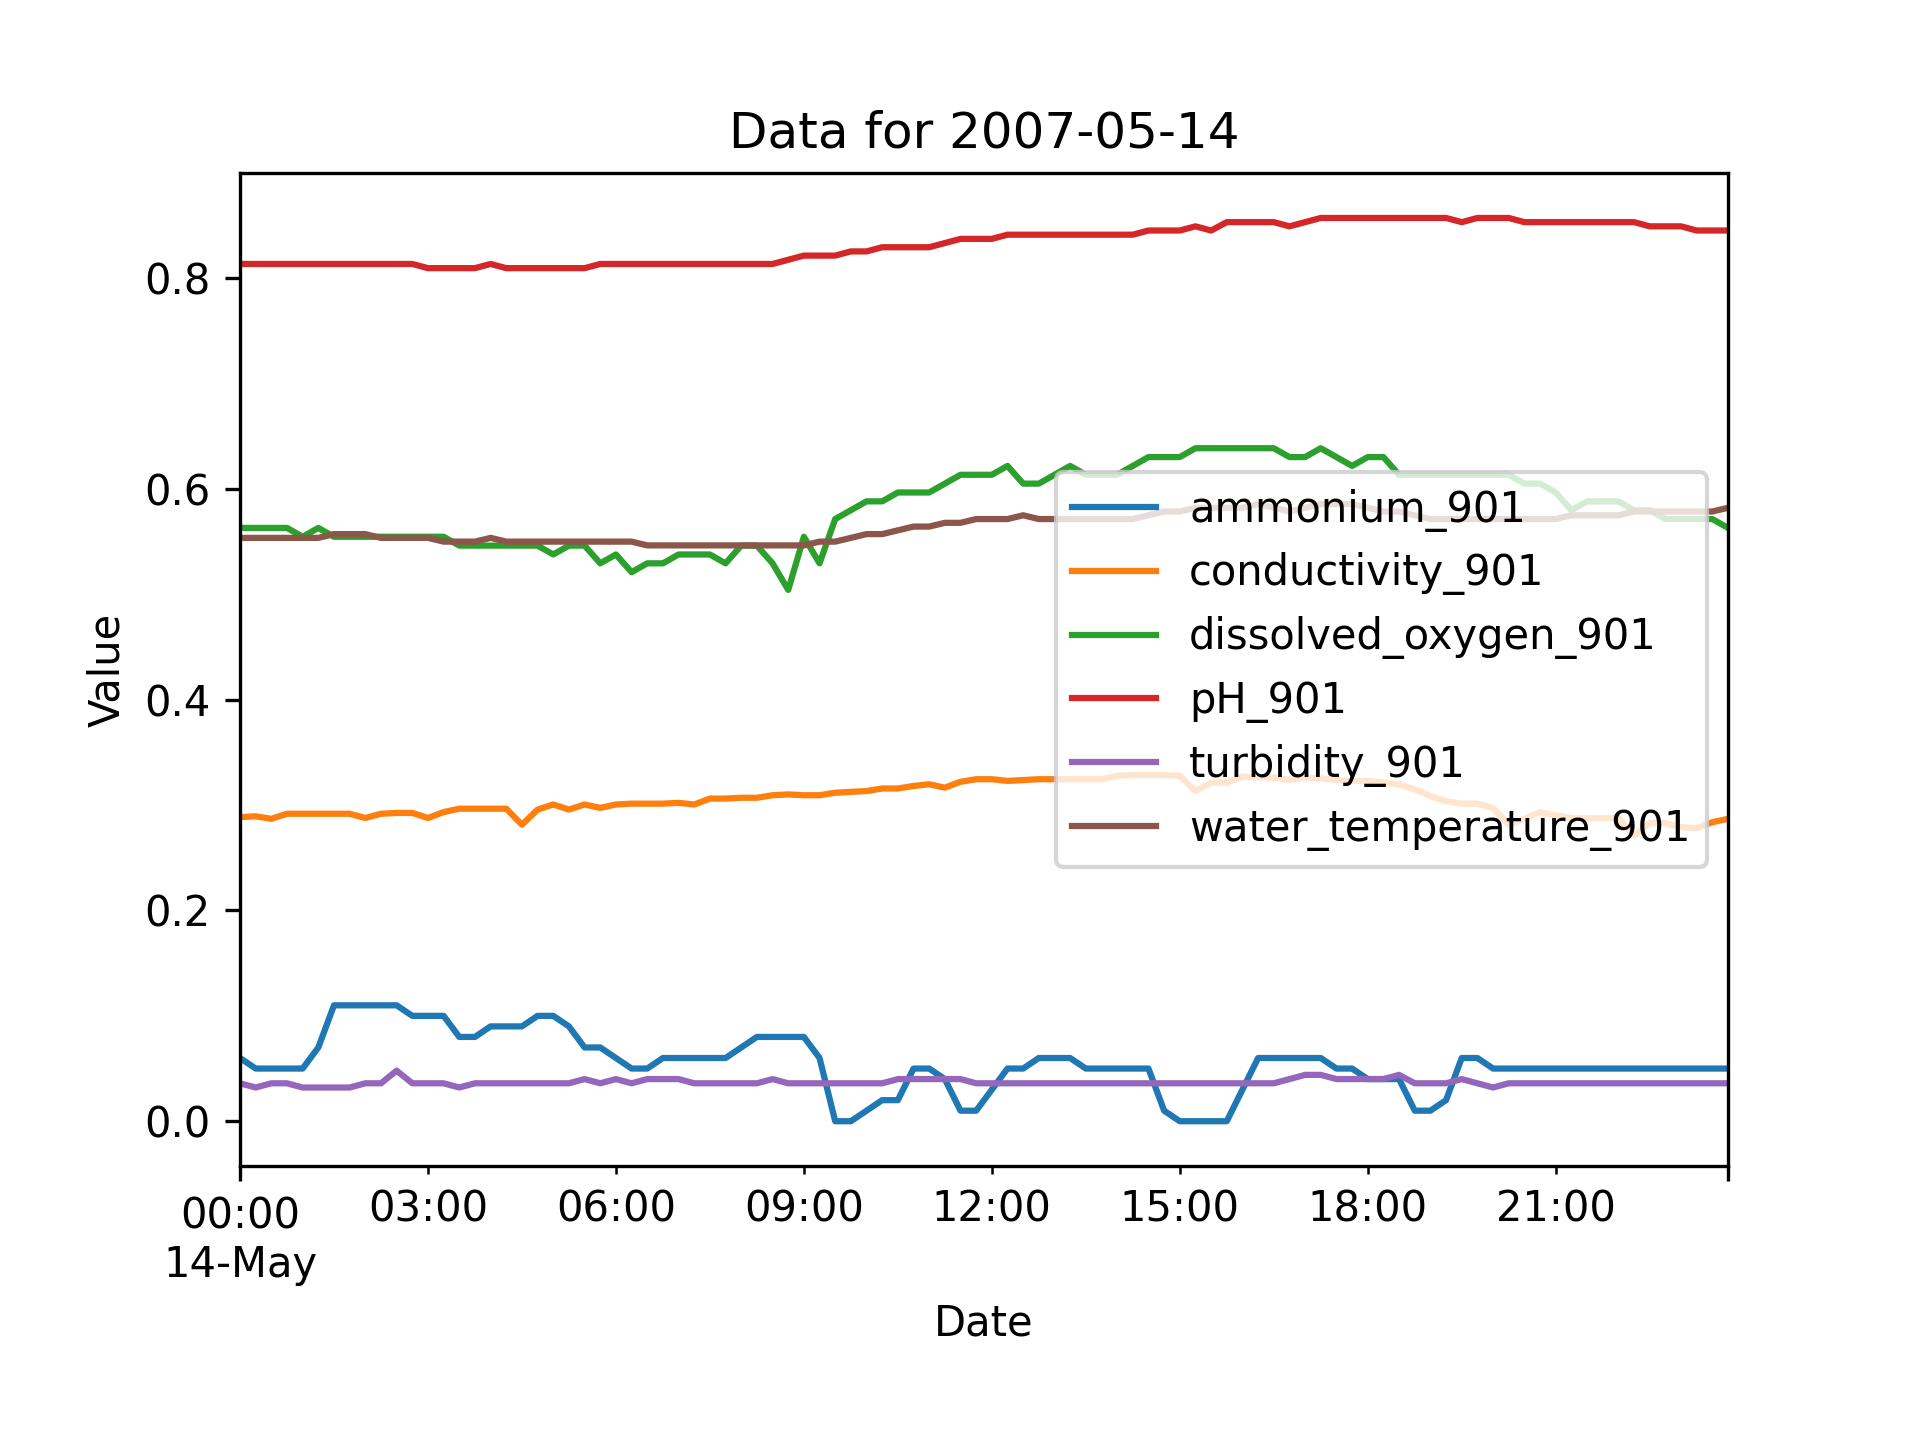 Data for 2007-05-14
Value
0.8
0.6
0.4
0.2
0.0
ammonium_901
conductivity_901
dissolved_oxygen_901
pH_901
turbidity_901
water_temperature_901
00:00 03:00 06:00 09:00 12:00 15:00 18:00 21:00
14-May
Date